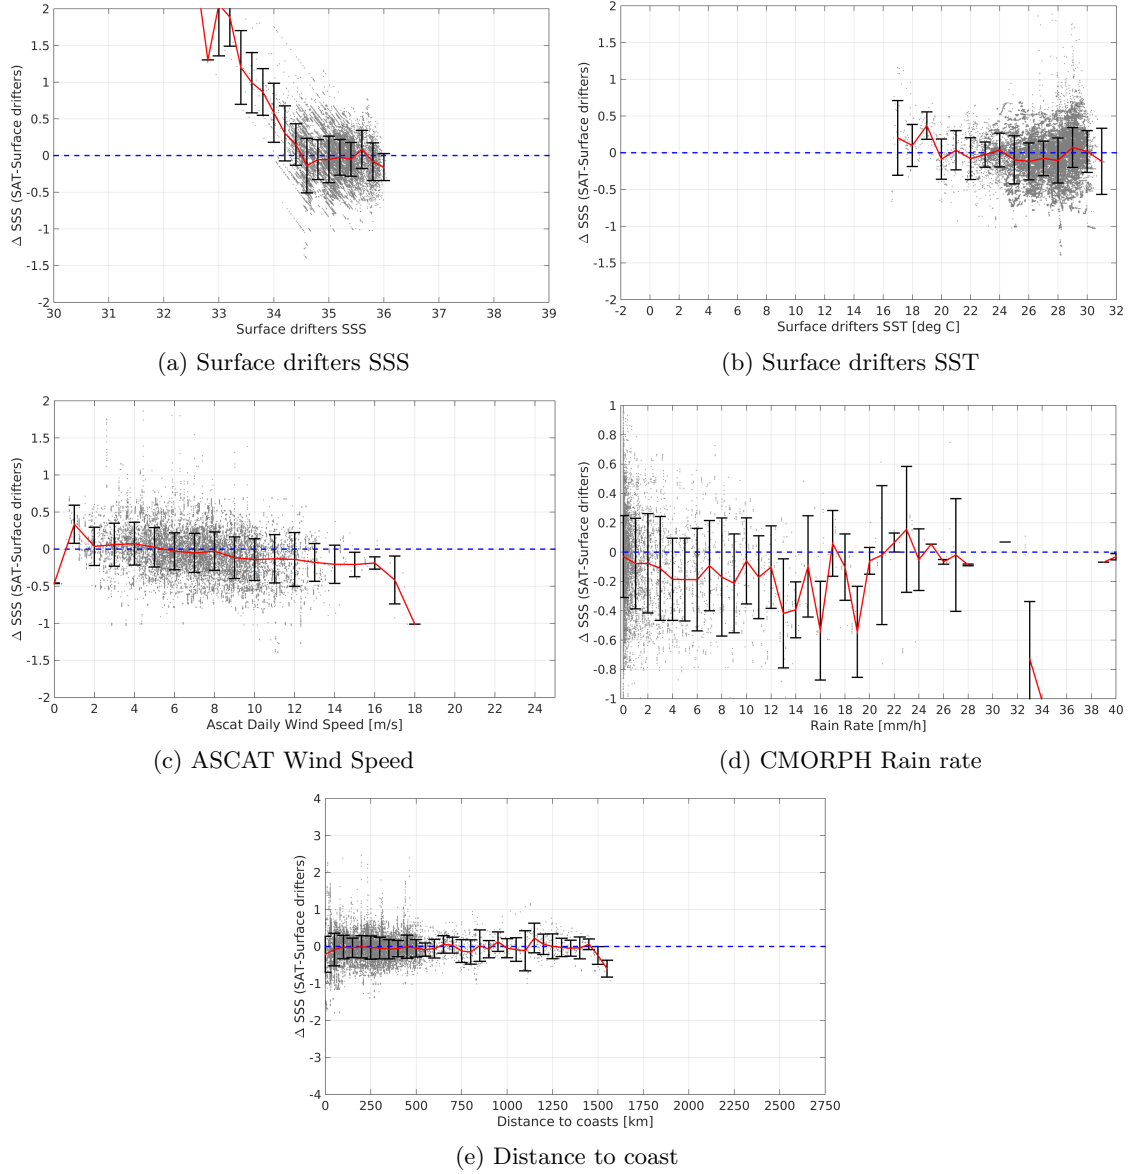 2
1.5
1
0.5
0
-0.5
-1
-1.5
-2
Δ SSS (SAT-Surface drifters)
30 31 32 33 34 35 36 37 38 39
Surface drifters SSS
(a) Surface drifters SSS
2
1.5
1
0.5
0
-0.5
-1
-1.5
-2
Δ SSS (SAT-Surface drifters)
-2 0 2 4 6 8 10 12 14 16 18 20 22 24 26 28 30 32
Surface drifters SST [deg C]
(b) Surface drifters SST
2
1.5
1
0.5
0
-0.5
-1
-1.5
-2
Δ SSS (SAT-Surface drifters)
0 2 4 6 8 10 12 14 16 18 20 22 24
Ascat Daily Wind Speed [m/s]
(c) ASCAT Wind Speed
1
0.8
0.6
0.4
0.2
0
-0.2
-0.4
-0.6
-0.8
-1
Δ SSS (SAT-Surface drifters)
0 2 4 6 8 10 12 14 16 18 20 22 24 26 28 30 32 34 36 38 40
Rain Rate [mm/h]
(d) CMORPH Rain rate
4
3
2
1
0
-1
-2
-3
-4
Δ SSS (SAT-Surface drifters)
0 250 500 750 1000 1250 1500 1750 2000 2250 2500 2750
Distance to coasts [km]
(e) Distance to coast